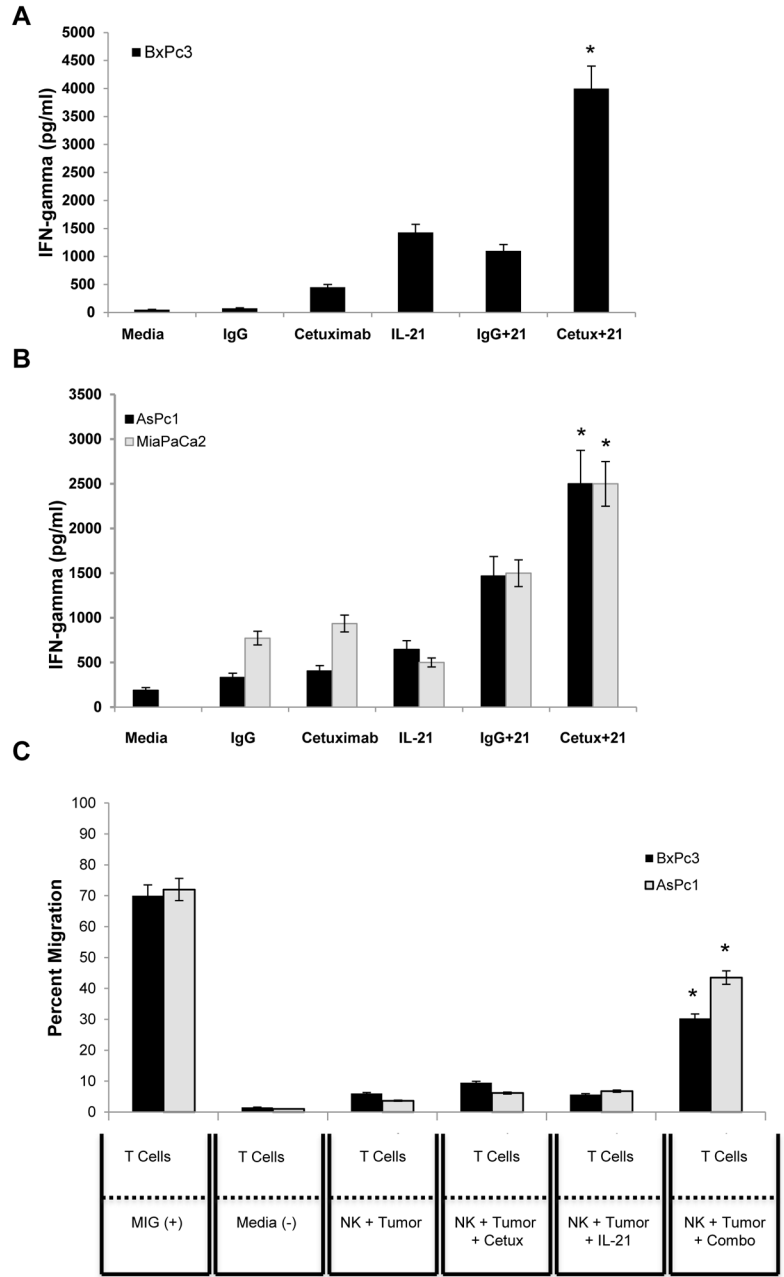 A
BxPc3
IFN-gamma (pg/ml)
5000
4500
4000
3500
3000
2500
2000
1500
1000
500
0
*
Media IgG Cetuximab IL-21 IgG+21 Cetux+21
B
AsPc1
MiaPaCa2
IFN-gamma (pg/ml)
3500
3000
2500
2000
1500
1000
500
0
* *
Media IgG Cetuximab IL-21 IgG+21 Cetux+21
C
BxPc3
AsPc1
Percent Migration
100
90
80
70
60
50
40
30
20
10
0
* *
T Cells T Cells T Cells T Cells T Cells T Cells
MIG (+) Media (-) NK + Tumor NK + Tumor NK + Tumor NK + Tumor
+ Cetux + IL-21 + Combo